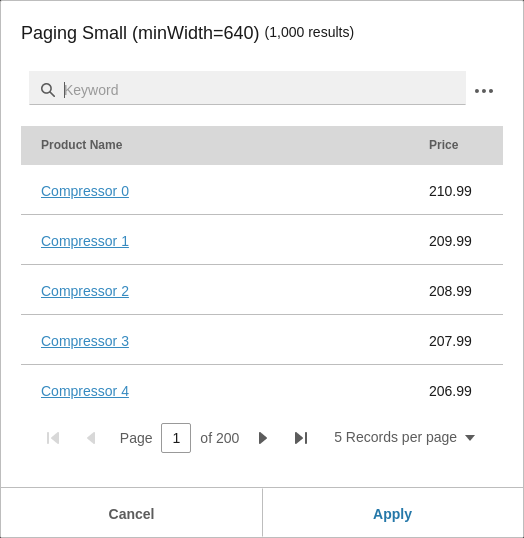 Paging Small (minWidth=640) (1,000 results)
Keyword
Product Name Price
Compressor 0 210.99
Compressor 1 209.99
Compressor 2 208.99
Compressor 3 207.99
Compressor 4 206.99
Page 1 of 200 5 Records per page
Cancel Apply